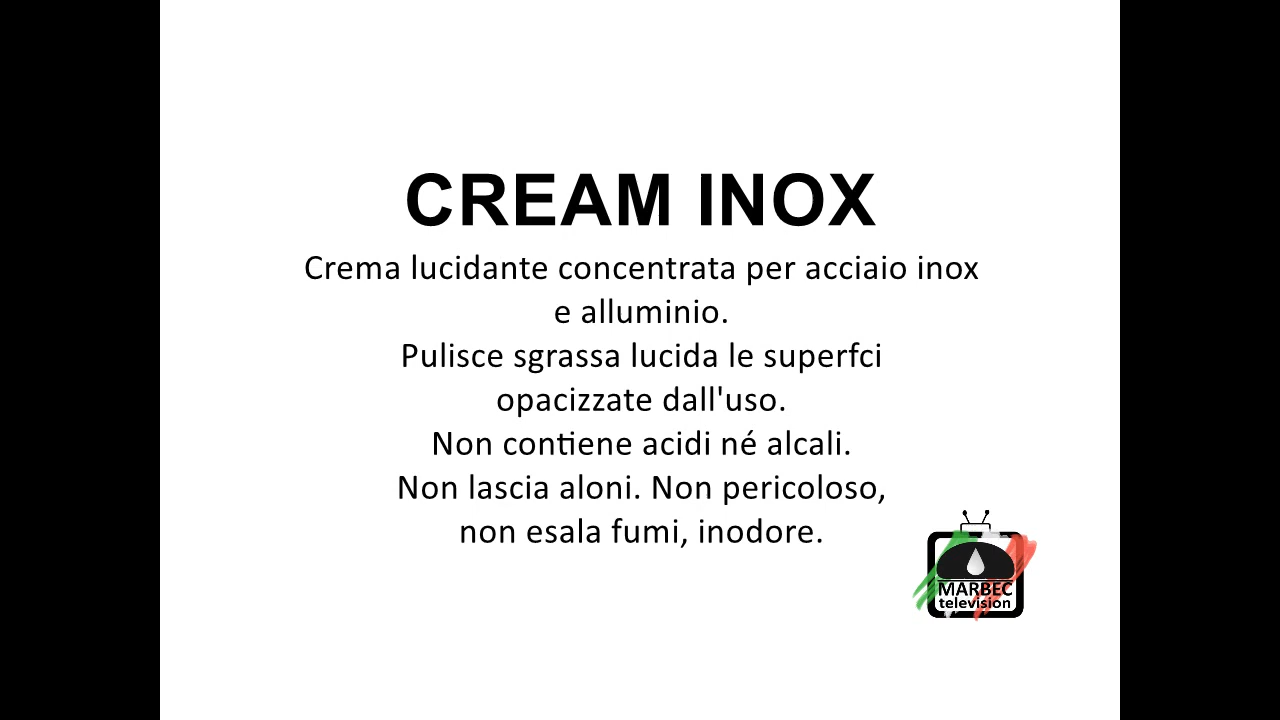 CREAM INOX
Crema lucidante concentrata per acciaio inox
e alluminio.
Pulisce sgrassa lucida le superfci
opacizzate dall'uso.
Non contiene acidi né alcali.
Non lascia aloni. Non pericoloso,
non esala fumi, inodore.
MARBEC
television